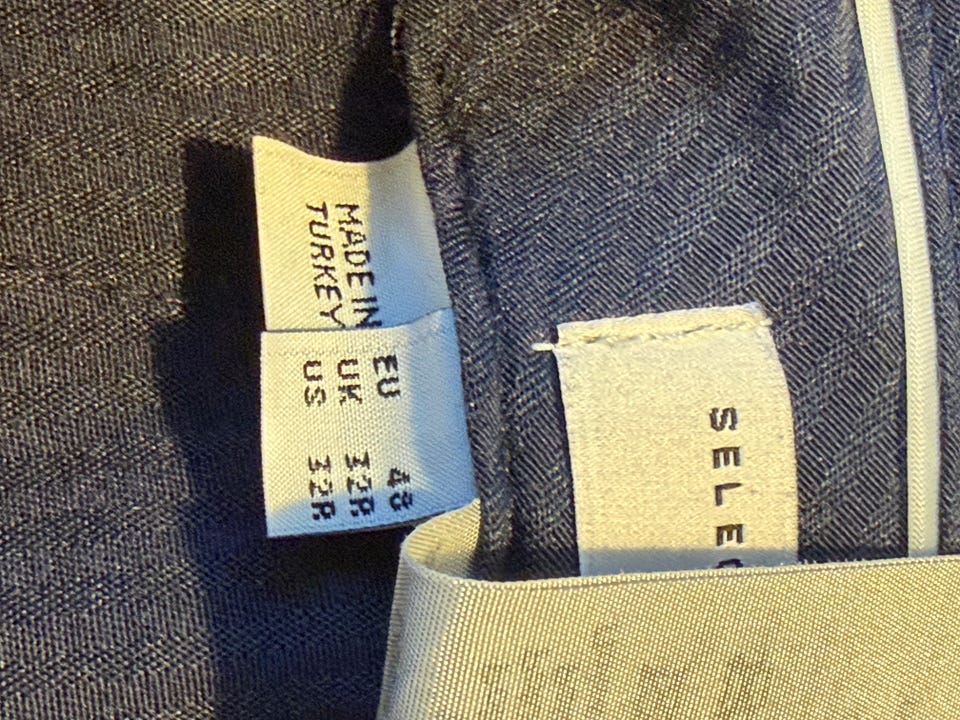 MADE IN
TURKEY
EU 48
UK 32R
US 32R
SELEC